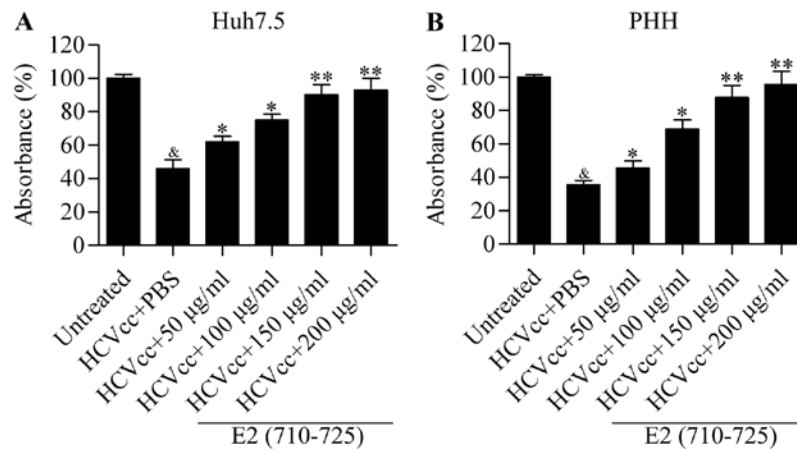 A
Huh7.5
Absorbance (%)
120
100
80
60
40
20
0
&
*
*
**
**
Untreated
HCVcc+PBS
HCVcc+50 μg/ml
HCVcc+100 μg/ml
HCVcc+150 μg/ml
HCVcc+200 μg/ml
E2 (710-725)
B
PHH
Absorbance (%)
120
100
80
60
40
20
0
&
*
*
**
**
Untreated
HCVcc+PBS
HCVcc+50 μg/ml
HCVcc+100 μg/ml
HCVcc+150 μg/ml
HCVcc+200 μg/ml
E2 (710-725)